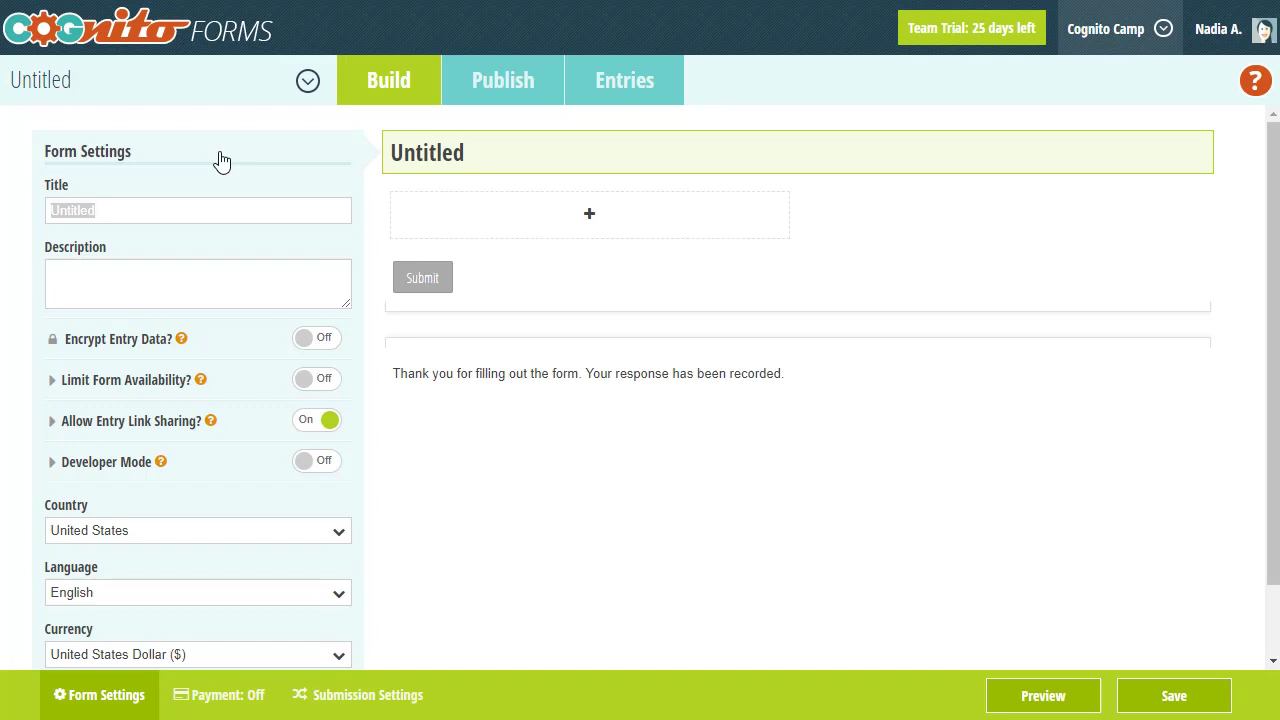 COGnito FORMS
Team Trial: 25 days left
Cognito Camp
Nadia A.
Untitled
Build
Publish
Entries
?
Form Settings
Title
Untitled
Description
Encrypt Entry Data? ?
Off
Limit Form Availability? ?
Off
Allow Entry Link Sharing? ?
On
Developer Mode ?
Off
Country
United States
Language
English
Currency
United States Dollar ($)
Untitled
+
Submit
Thank you for filling out the form. Your response has been recorded.
Form Settings
Payment: Off
Submission Settings
Preview
Save